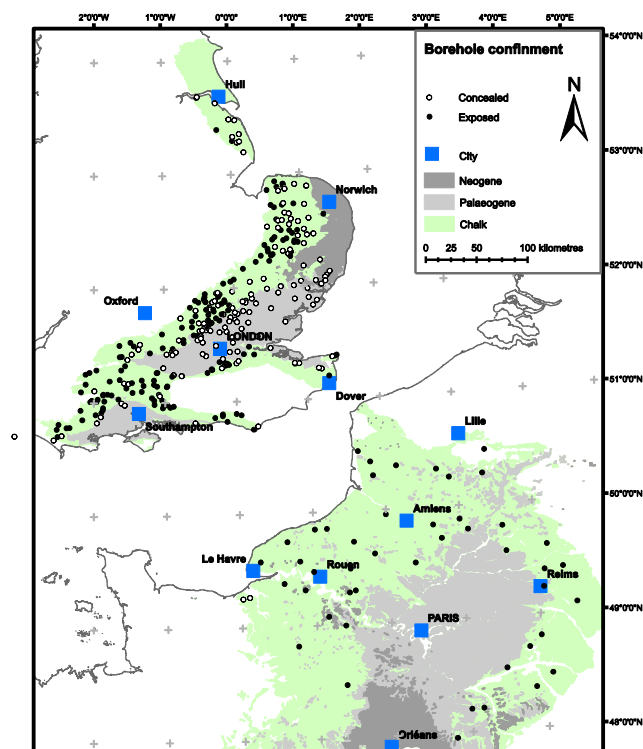 2°0'0"W 1°0'0"W 0°0'0" 1°0'0"E 2°0'0"E 3°0'0"E 4°0'0"E 5°0'0"E
54°0'0"N
Borehole confinment
N
Concealed
Exposed
City
Neogene
Palaeogene
Chalk
0 25 50 100 kilometres
Hull
53°0'0"N
Norwich
52°0'0"N
Oxford
LONDON
51°0'0"N
Dover
Southampton
Lille
50°0'0"N
Amiens
Le Havre
Rouen
Reims
49°0'0"N
PARIS
48°0'0"N
Orléans